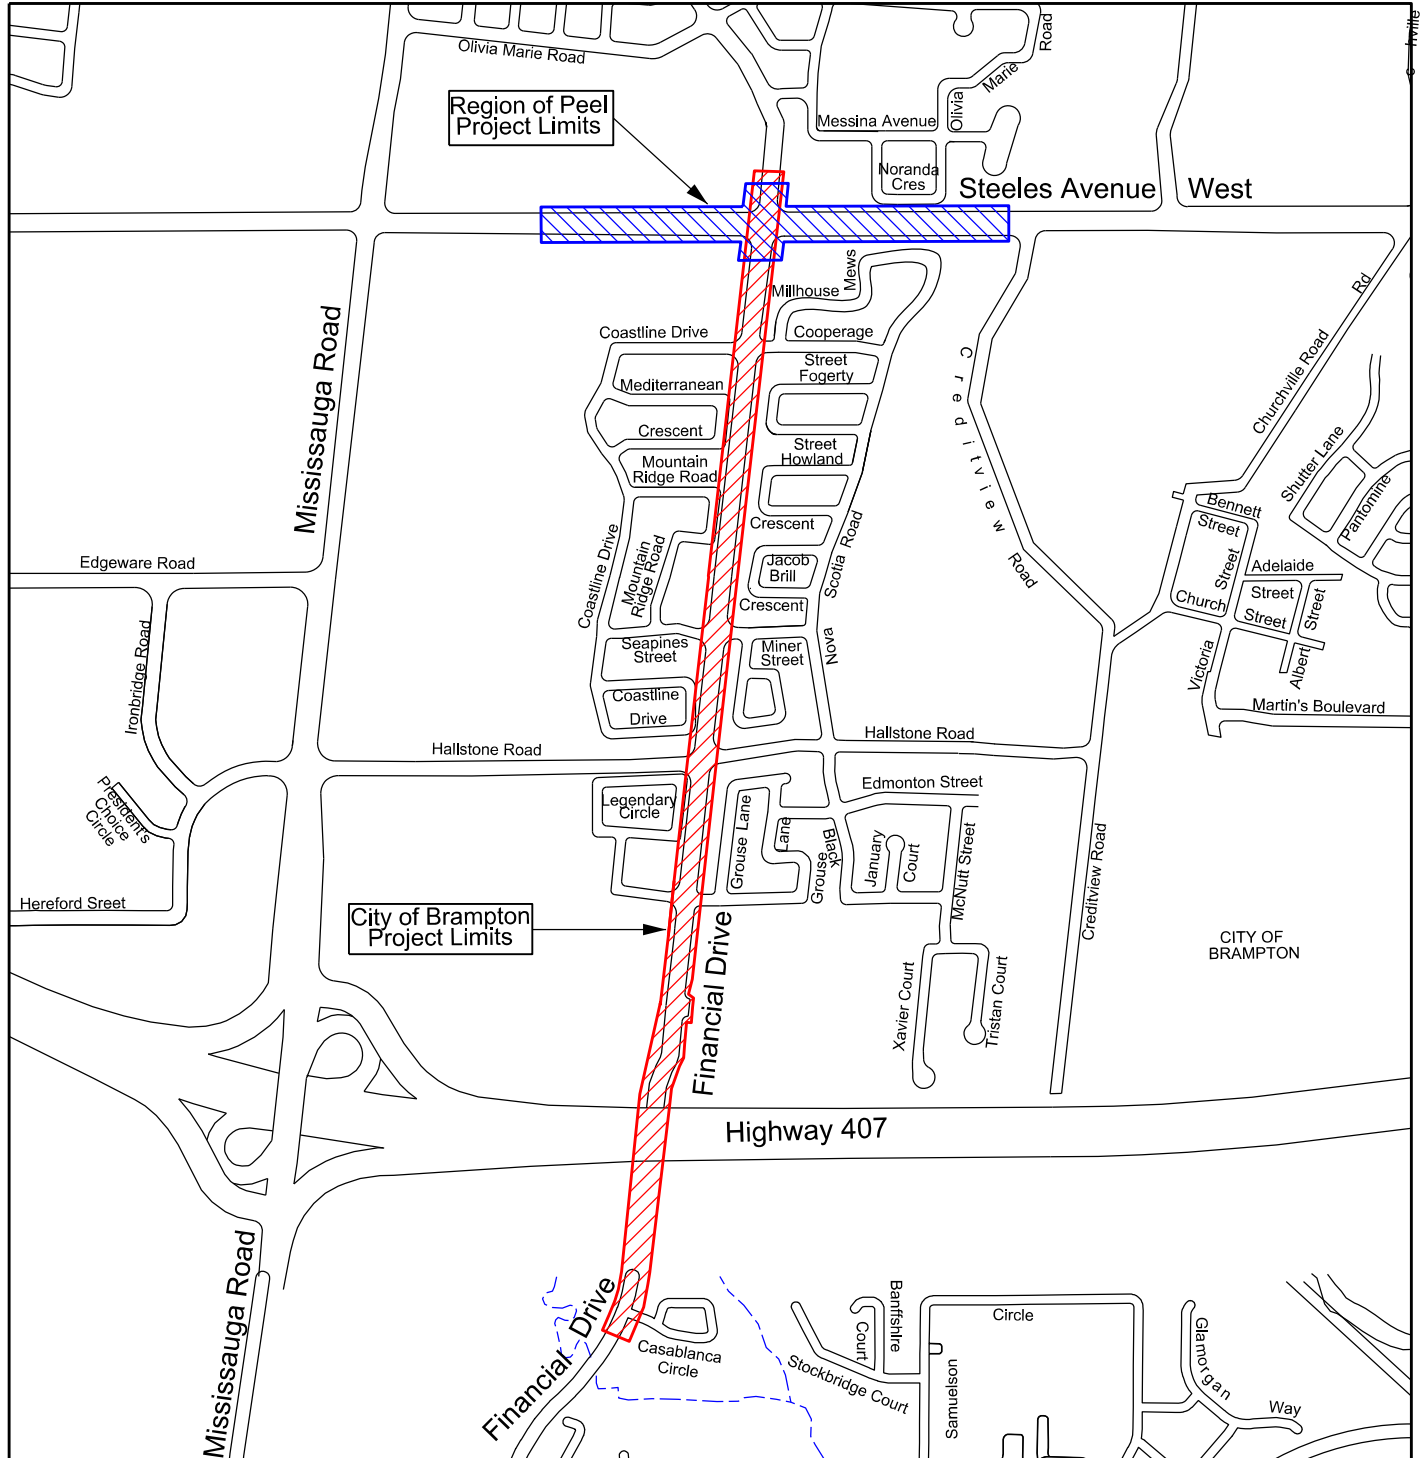 Olivia Marie Road
Road
Marie
Olivia
hville
Region of Peel
Project Limits
Messina Avenue
Noranda
Cres
Steeles Avenue West
Mews
Millhouse
Rd
Mississauga Road
Coastline Drive
Cooperage
Street
Fogerty
Mediterranean
Creditview Road
Churchville Road
Crescent
Street
Howland
Shutter Lane
Mountain
Ridge Road
Pantomine
Bennett
Street
Crescent
Coastline Drive
Mountain
Ridge Road
Scotia Road
Nova
Edgeware Road
Jacob
Brill
Street
Adelaide
Street
Church
Street
Street
Crescent
Ironbridge Road
Seapines
Street
Miner
Street
Victoria
Albert
Coastline
Drive
Martin's Boulevard
Hallstone Road
Hallstone Road
President's
Choice
Circle
Legendary
Circle
Edmonton Street
Grouse Lane
Lane
Black
Grouse
January
Court
McNutt Street
Creditview Road
Hereford Sreet
City of Brampton
Project Limits
Financial Drive
CITY OF
BRAMPTON
Xavier Court
Tristan Court
Highway 407
Mississauga Road
Financial Drive
Casablanca
Circle
Banffshire
Court
Stockbridge Court
Samuelson
Circle
Glamorgan
Way